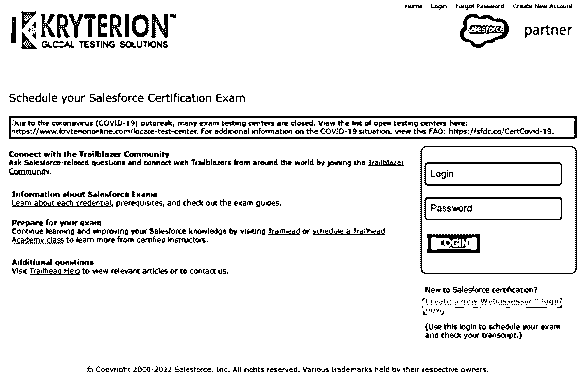 Home Login Forgot Password Create New Account
KRYTERION™
GLOBAL TESTING SOLUTIONS
salesforce partner
Schedule your Salesforce Certification Exam
Due to the coronavirus (COVID-19) outbreak, many exam testing centers are closed. View the list of open testing centers here:
https://www.kryteriononline.com/locate-test-center. For additional information on the COVID-19 situation, view this FAQ: https://sfdc.co/CertCovid-19.
Connect with the Trailblazer Community
Ask Salesforce-related questions and connect with Trailblazers from around the world by joining the Trailblazer
Community.
Information about Salesforce Exams
Learn about each credential, prerequisites, and check out the exam guides.
Prepare for your exam
Continue learning and improving your Salesforce knowledge by visiting Trailhead or schedule a Trailhead
Academy class to learn more from certified instructors.
Additional questions
Visit Trailhead Help to view relevant articles or to contact us.
Login
Password
LOGIN
New to Salesforce certification?
Create a new Webassessor™ login
here.
(Use this login to schedule your exam
and check your transcript.)
© Copyright 2000-2022 Salesforce, Inc. All rights reserved. Various trademarks held by their respective owners.